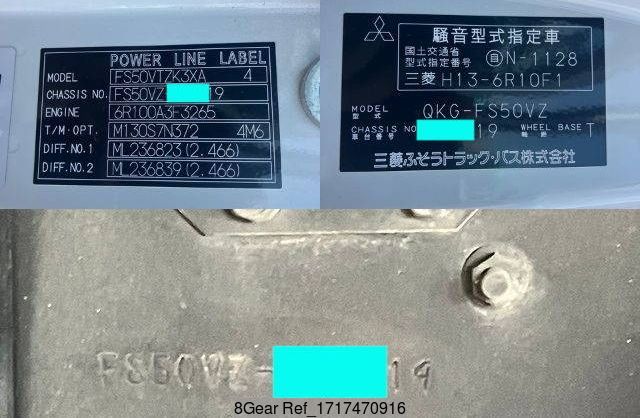 POWER LINE LABEL
MODEL FS50VTZK3XA 4
CHASSIS NO. FS50VZ 19
ENGINE 6R100A3F3265
T/M・OPT. M130S7N372 4M6
DIFF.NO.1 ML236823(2.466)
DIFF.NO.2 ML236839(2.466)
騒音型式指定車
国土交通省
型式指定番号 自N-1128
三菱 H13-6R10F1
MODEL
型式 QKG-FS50VZ
CHASSIS NO 19 WHEEL BASE T
車台番号 軸距
三菱ふそうトラック・バス株式会社
FS50VZ- 19
8Gear Ref_1717470916